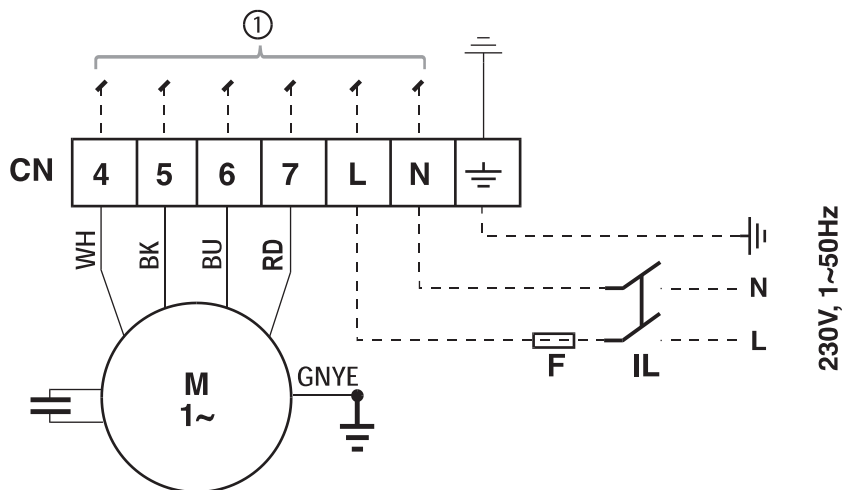 1
CN 4 5 6 7 L N
WH BK BU RD
230V, 1~50Hz
N
L
F IL
M
1~
GNYE